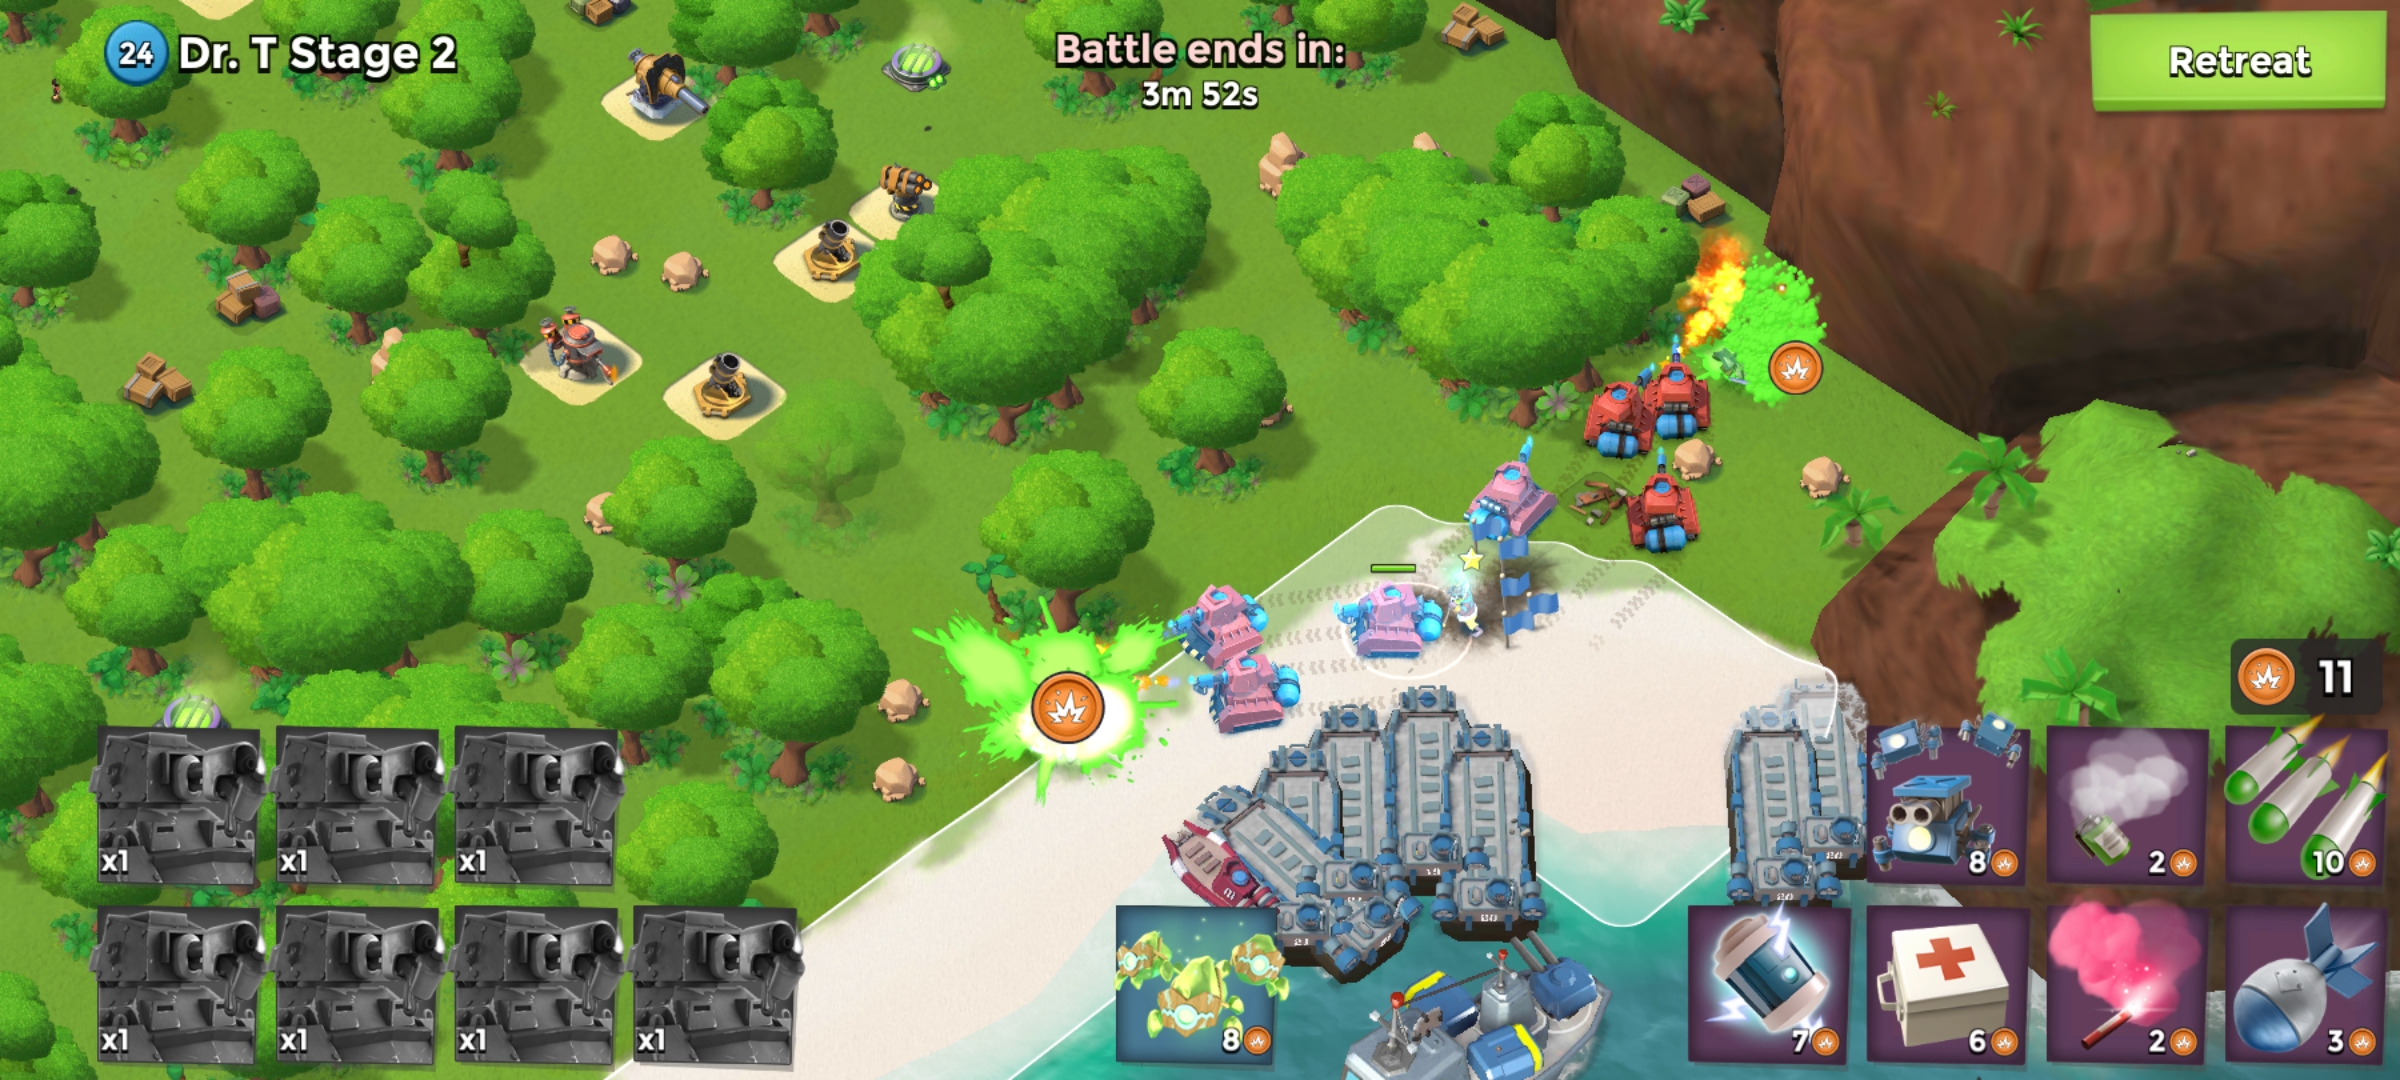 24 Dr. T Stage 2
Battle ends in:
3m 52s
Retreat
11
x1 x1 x1
8 2 10
x1 x1 x1 x1
8 7 6 2 3